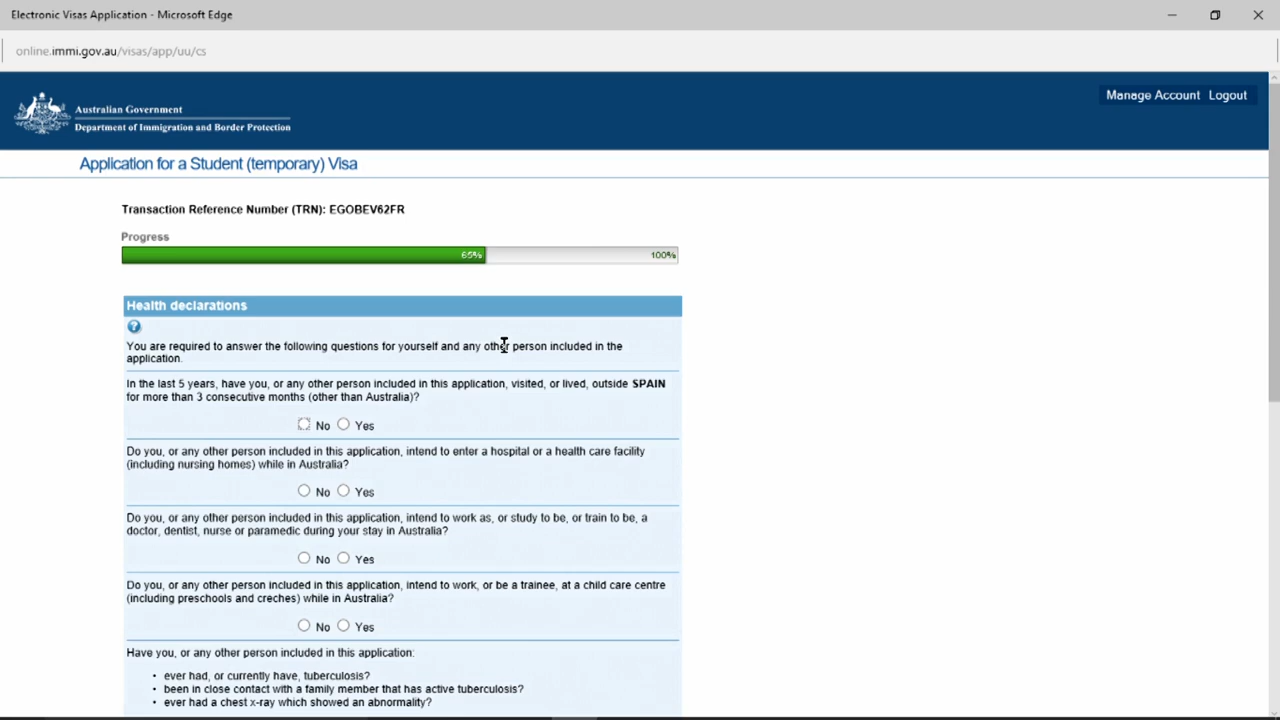 Electronic Visas Application - Microsoft Edge
online.immi.gov.au/visas/app/uu/cs
Manage Account Logout
Australian Government
Department of Immigration and Border Protection
Application for a Student (temporary) Visa
Transaction Reference Number (TRN): EGOBEV62FR
Progress
65% 100%
Health declarations
?
You are required to answer the following questions for yourself and any other person included in the
application.
In the last 5 years, have you, or any other person included in this application, visited, or lived, outside SPAIN
for more than 3 consecutive months (other than Australia)?
No Yes
Do you, or any other person included in this application, intend to enter a hospital or a health care facility
(including nursing homes) while in Australia?
No Yes
Do you, or any other person included in this application, intend to work as, or study to be, or train to be, a
doctor, dentist, nurse or paramedic during your stay in Australia?
No Yes
Do you, or any other person included in this application, intend to work, or be a trainee, at a child care centre
(including preschools and creches) while in Australia?
No Yes
Have you, or any other person included in this application:
• ever had, or currently have, tuberculosis?
• been in close contact with a family member that has active tuberculosis?
• ever had a chest x-ray which showed an abnormality?